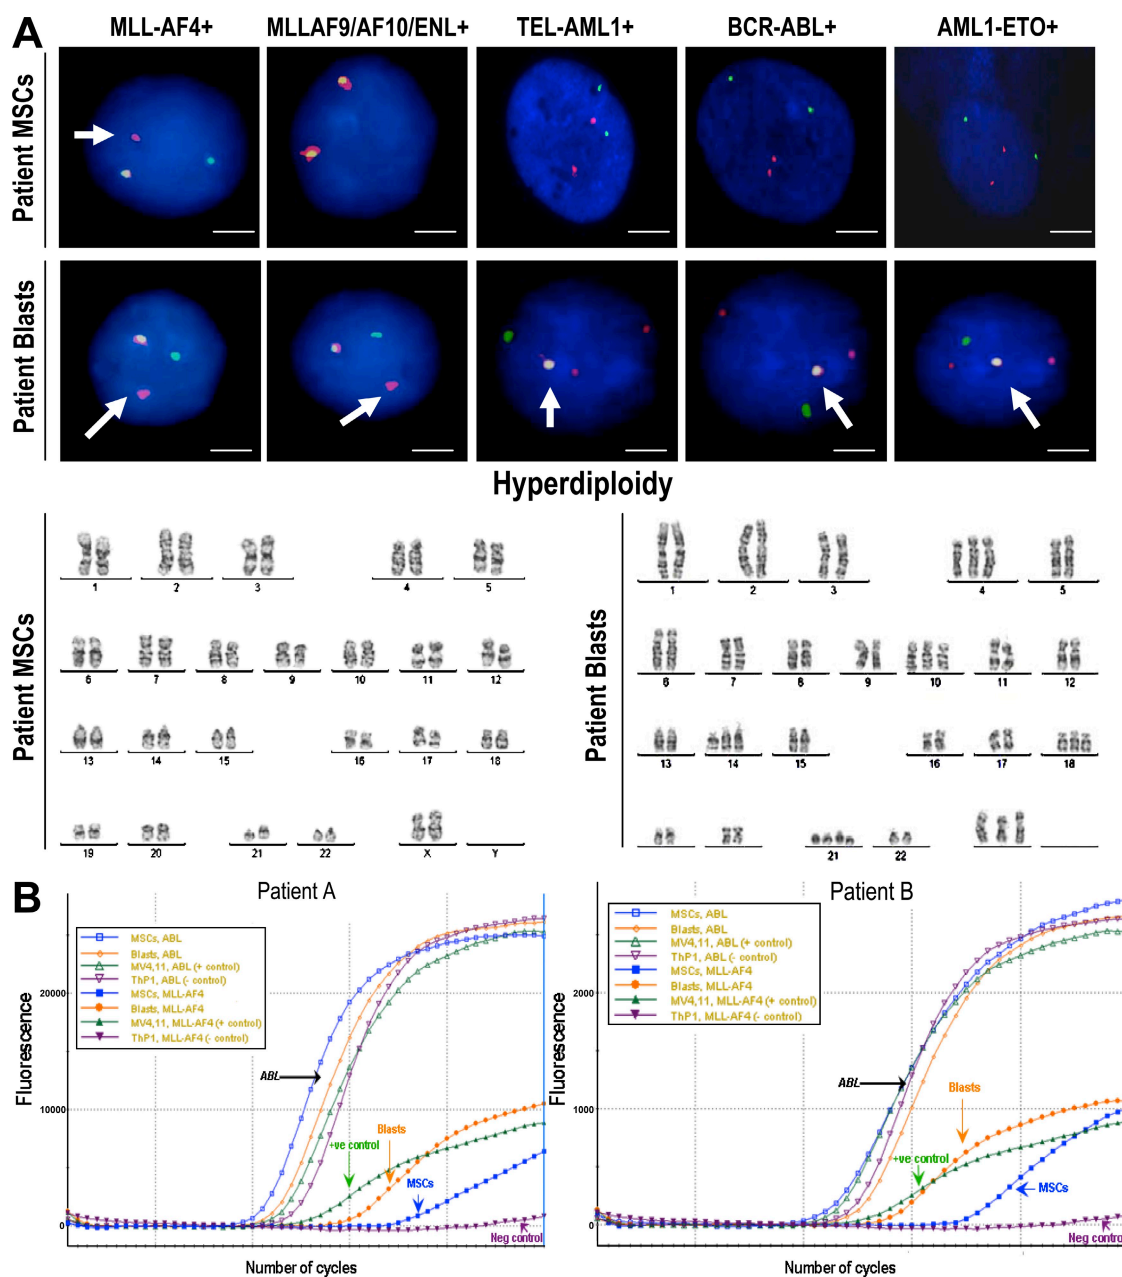 A
MLL-AF4+ MLLAF9/AF10/ENL+ TEL-AML1+ BCR-ABL+ AML1-ETO+
Patient MSCs
Patient Blasts
Hyperdiploidy
Patient MSCs
1 2 3 4 5
6 7 8 9 10 11 12
13 14 15 16 17 18
19 20 21 22 X Y
Patient Blasts
1 2 3 4 5
6 7 8 9 10 11 12
13 14 15 16 17 18
21 22
B
Patient A
MSCs, ABL
Blasts, ABL
MV4,11, ABL (+ control)
ThP1, ABL (- control)
MSCs, MLL-AF4
Blasts, MLL-AF4
MV4,11, MLL-AF4 (+ control)
ThP1, MLL-AF4 (- control)
20000
10000
0
Fluorescence
ABL
+ve control
Blasts
MSCs
Neg control
Number of cycles
Patient B
MSCs, ABL
Blasts, ABL
MV4,11, ABL (+ control)
ThP1, ABL (- control)
MSCs, MLL-AF4
Blasts, MLL-AF4
MV4,11, MLL-AF4 (+ control)
ThP1, MLL-AF4 (- control)
2000
1000
0
Fluorescence
ABL
+ve control
Blasts
MSCs
Neg control
Number of cycles